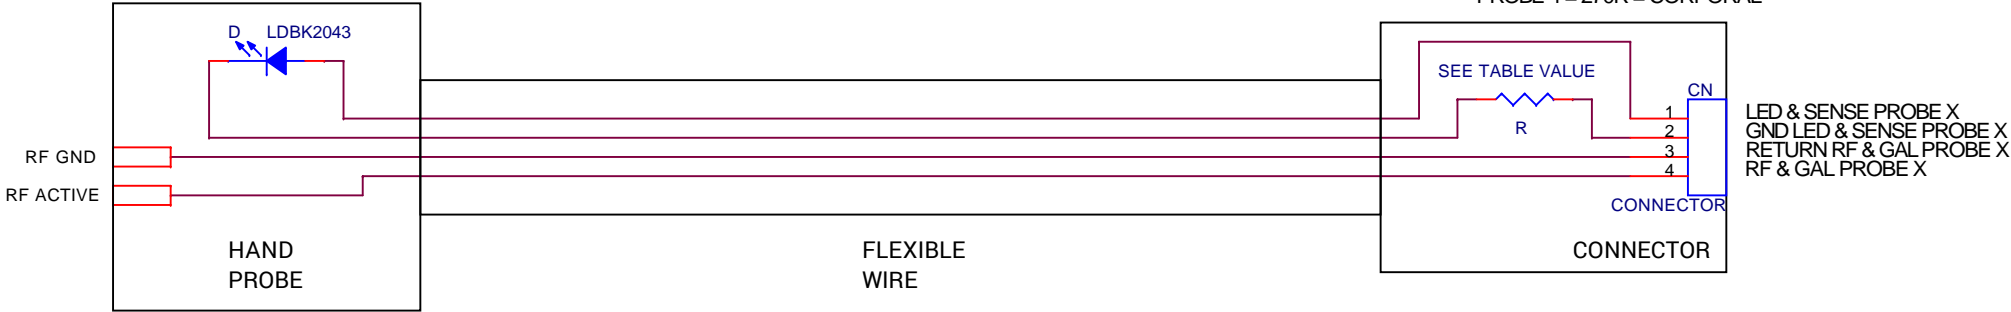 D LDBK2043
SEE TABLE VALUE
R
CN
1 LED & SENSE PROBE X
2 GND LED & SENSE PROBE X
3 RETURN RF & GAL PROBE X
4 RF & GAL PROBE X
CONNECTOR
RF GND
RF ACTIVE
HAND
PROBE
FLEXIBLE
WIRE
CONNECTOR